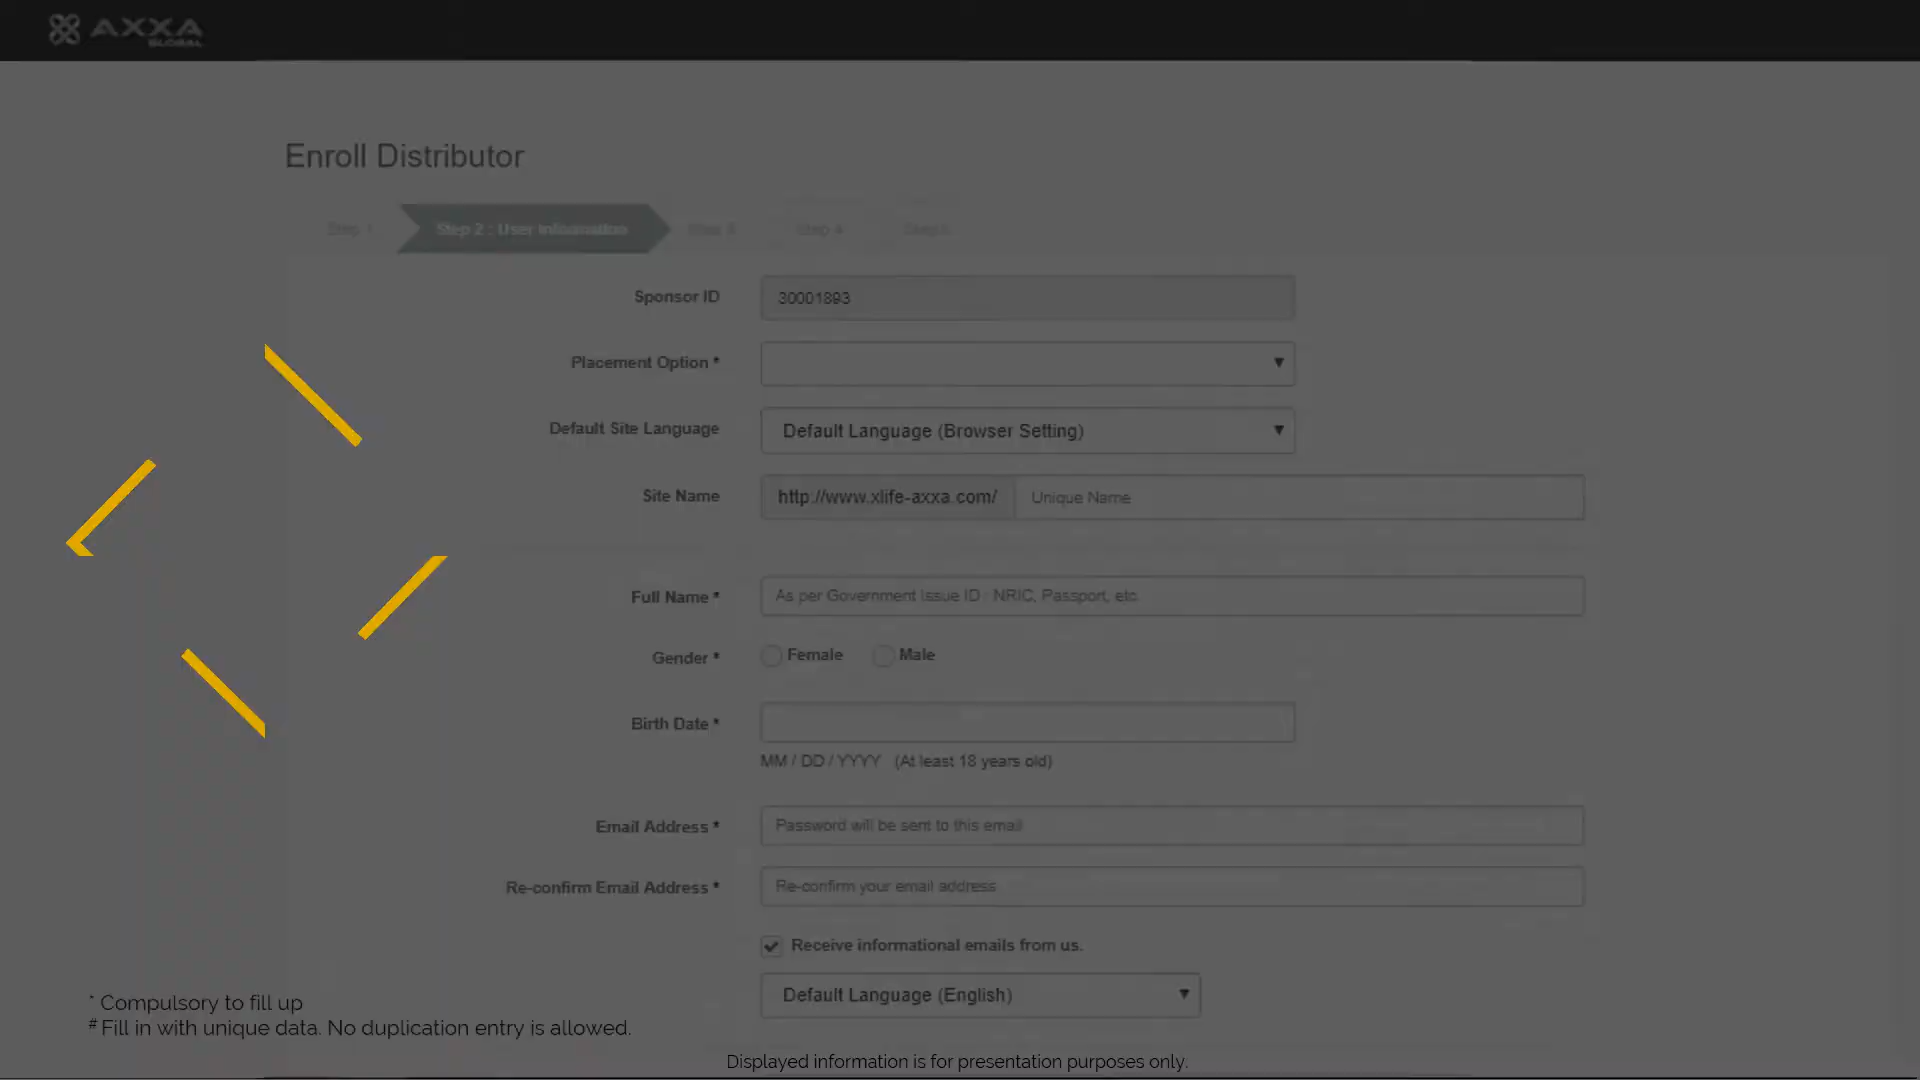 AXXA
GLOBAL
Enroll Distributor
Step 1
Step 2 : User Information
Step 3
Step 4
Step 5
Sponsor ID
30001893
Placement Option *
Default Site Language
Default Language (Browser Setting)
Site Name
http://www.xlife-axxa.com/
Unique Name
Full Name *
As per Government Issue ID : NRIC, Passport, etc
Gender *
Female
Male
Birth Date *
MM / DD / YYYY (At least 18 years old)
Email Address *
Password will be sent to this email
Re-confirm Email Address *
Re-confirm your email address
Receive informational emails from us.
Default Language (English)
* Compulsory to fill up
# Fill in with unique data. No duplication entry is allowed.
Displayed information is for presentation purposes only.